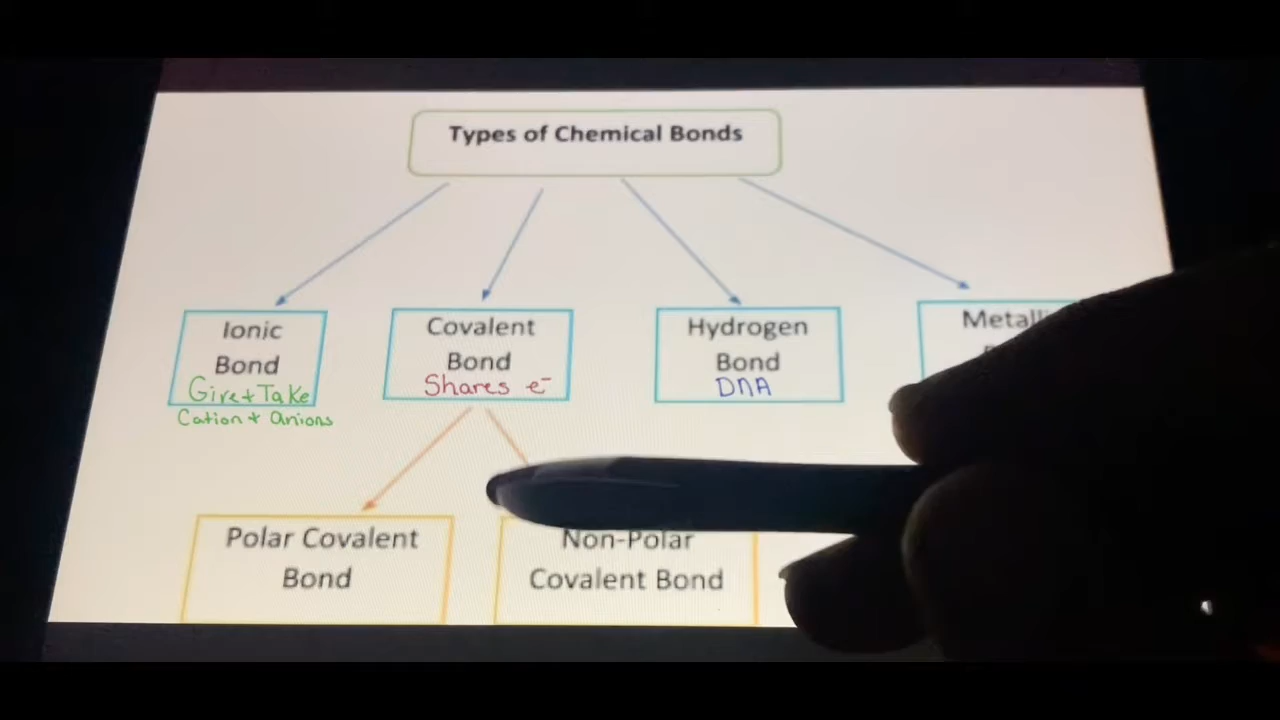 Types of Chemical Bonds
Ionic
Bond
Give + Take
Cation + anions
Covalent
Bond
Shares e⁻
Hydrogen
Bond
DNA
Polar Covalent
Bond
Non-Polar
Covalent Bond